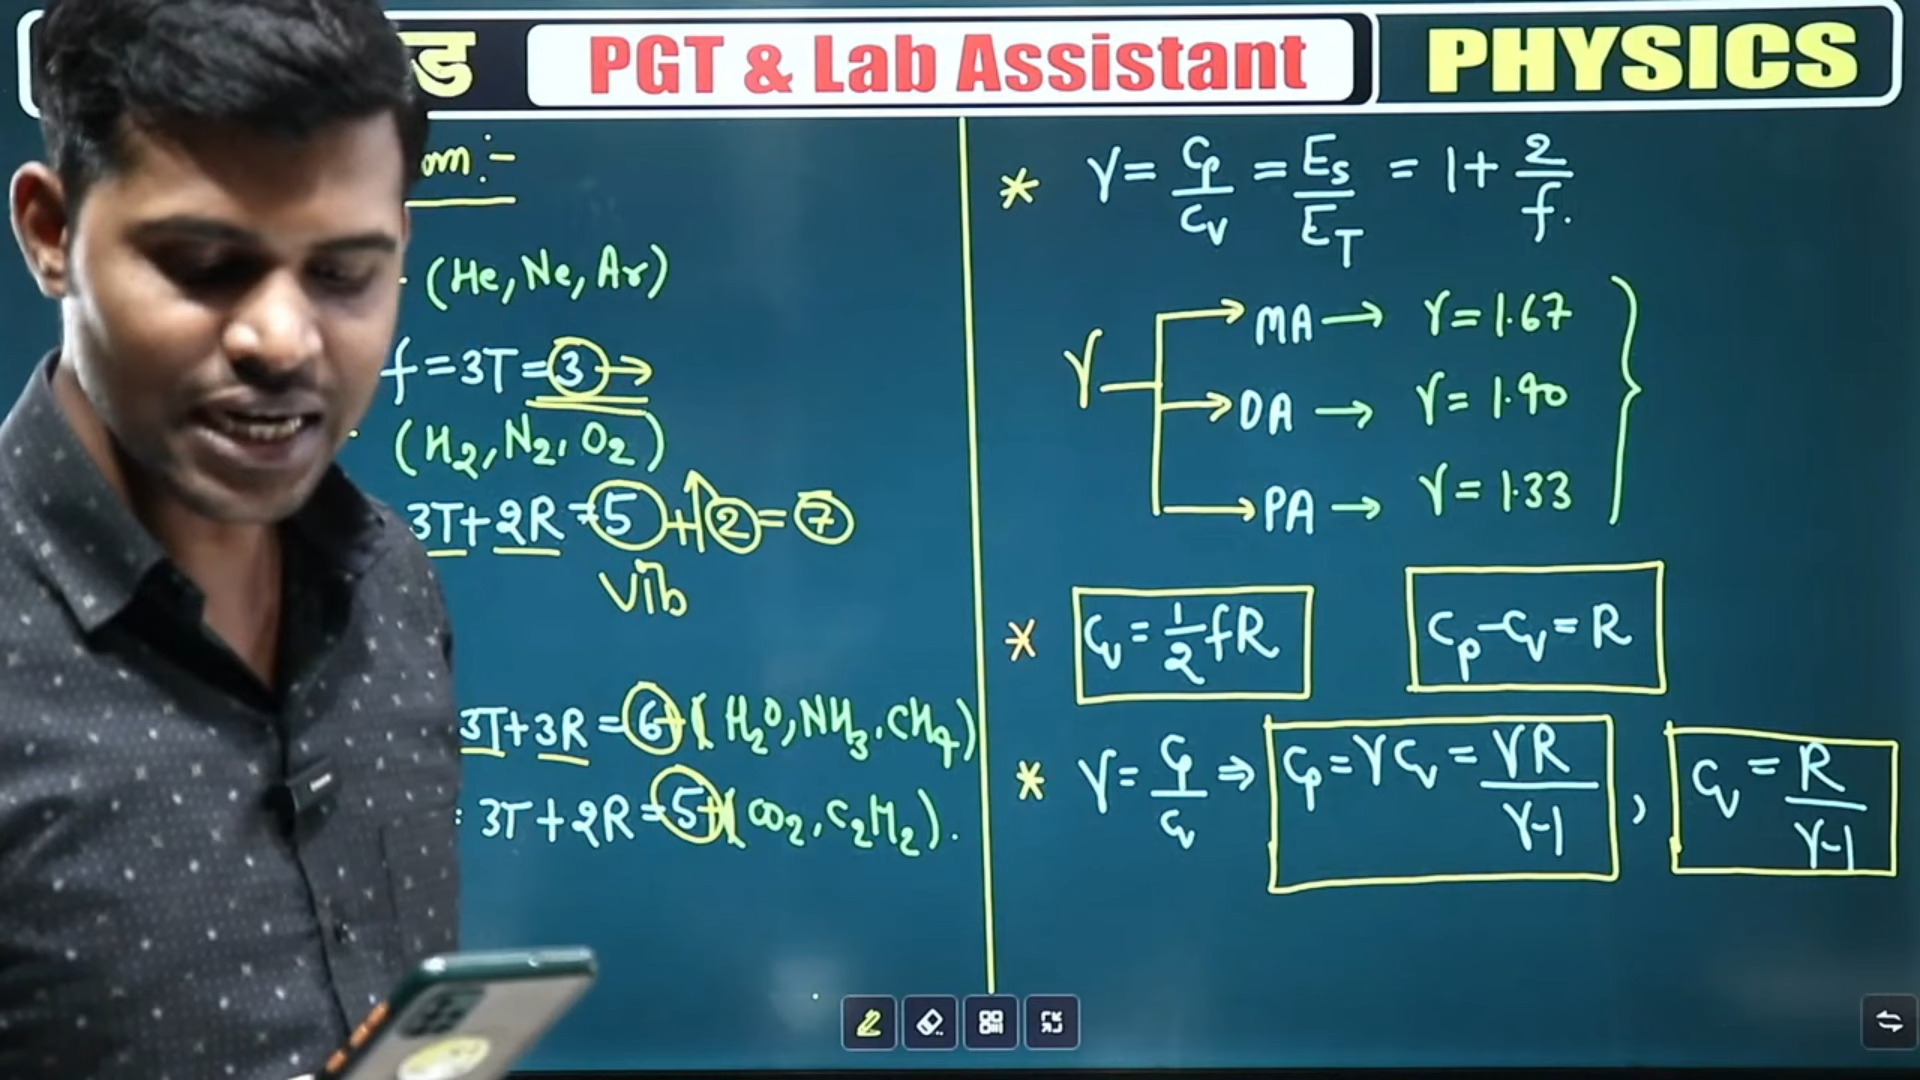 PGT & Lab Assistant
PHYSICS
(He, Ne, Ar)
f = 3T = 3 →
(H₂, N₂, O₂)
3T + 2R = 5 + 2 = 7
Vib
3T + 3R = 6 + (H₂O, NH₃, CH₄)
: 3T + 2R = 5 + (CO₂, C₂H₂).
* γ = Cp/Cv = Es/E_T = 1 + 2/f.
γ
MA → γ = 1.67
DA → γ = 1.40
PA → γ = 1.33
* Cv = 1/2 fR
Cp - Cv = R
* γ = Cp/Cv ⇒ Cp = γCv = γR/γ-1 , Cv = R/γ-1